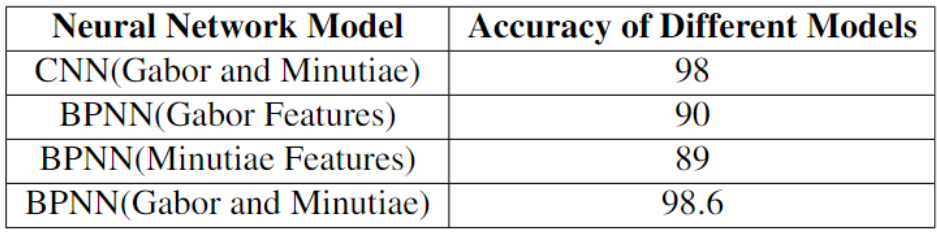 Neural Network Model Accuracy of Different Models
CNN(Gabor and Minutiae) 98
BPNN(Gabor Features) 90
BPNN(Minutiae Features) 89
BPNN(Gabor and Minutiae) 98.6